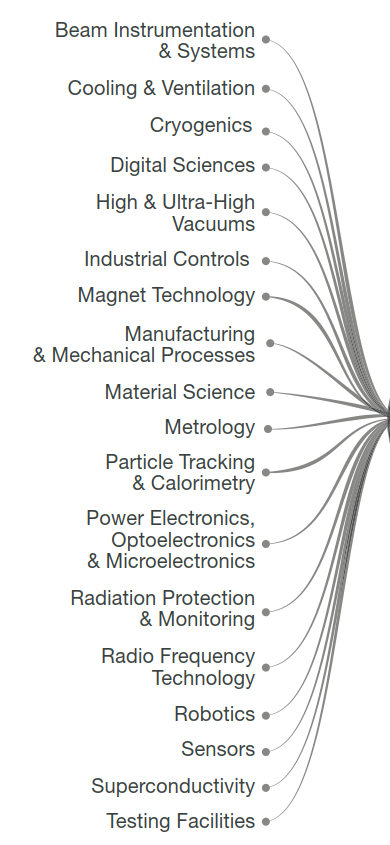 Beam Instrumentation
& Systems
Cooling & Ventilation
Cryogenics
Digital Sciences
High & Ultra-High
Vacuums
Industrial Controls
Magnet Technology
Manufacturing
& Mechanical Processes
Material Science
Metrology
Particle Tracking
& Calorimetry
Power Electronics,
Optoelectronics
& Microelectronics
Radiation Protection
& Monitoring
Radio Frequency
Technology
Robotics
Sensors
Superconductivity
Testing Facilities